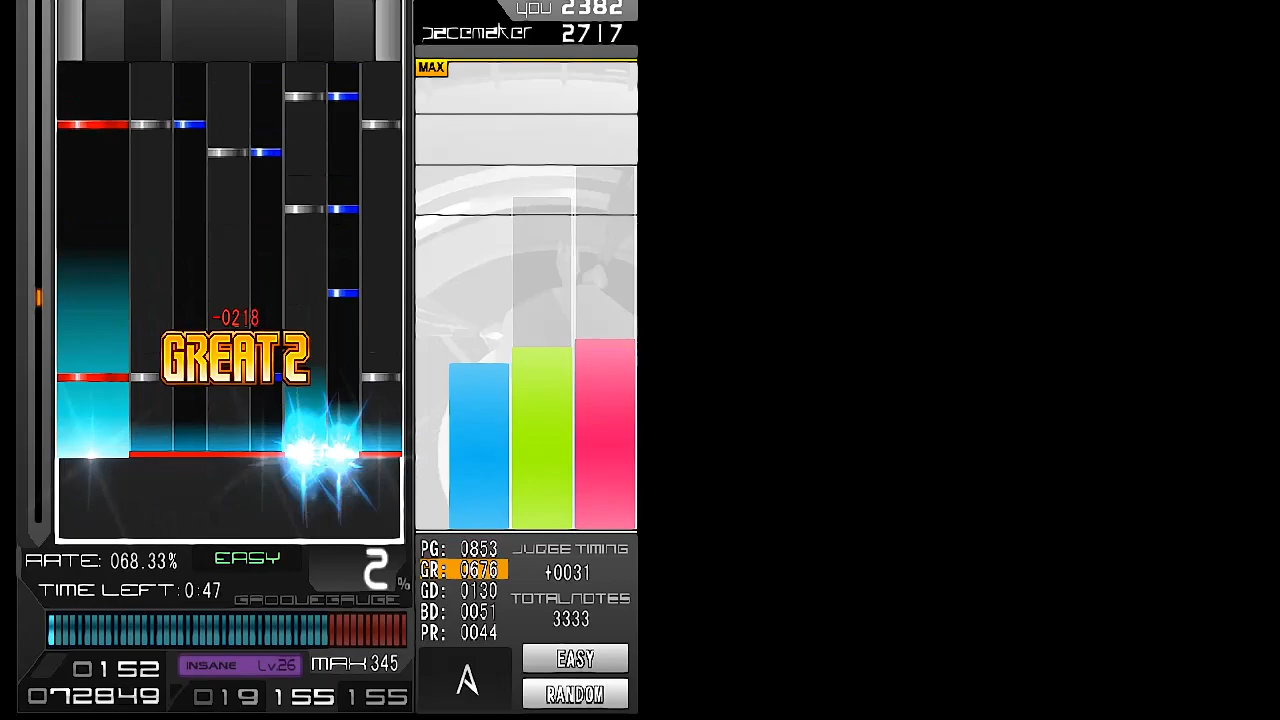 you 2382
pacemaker 2717
MAX
-0218
GREAT 2
RATE: 068.33% EASY 2 %
TIME LEFT: 0:47
GROOVEGAUGE
0152 INSANE Lv.26 MAX 345
072849 019 155 155
PG: 0853
GR: 0676
GD: 0130
BD: 0051
PR: 0044
JUDGE TIMING
+0031
TOTALNOTES
3333
A
EASY
RANDOM